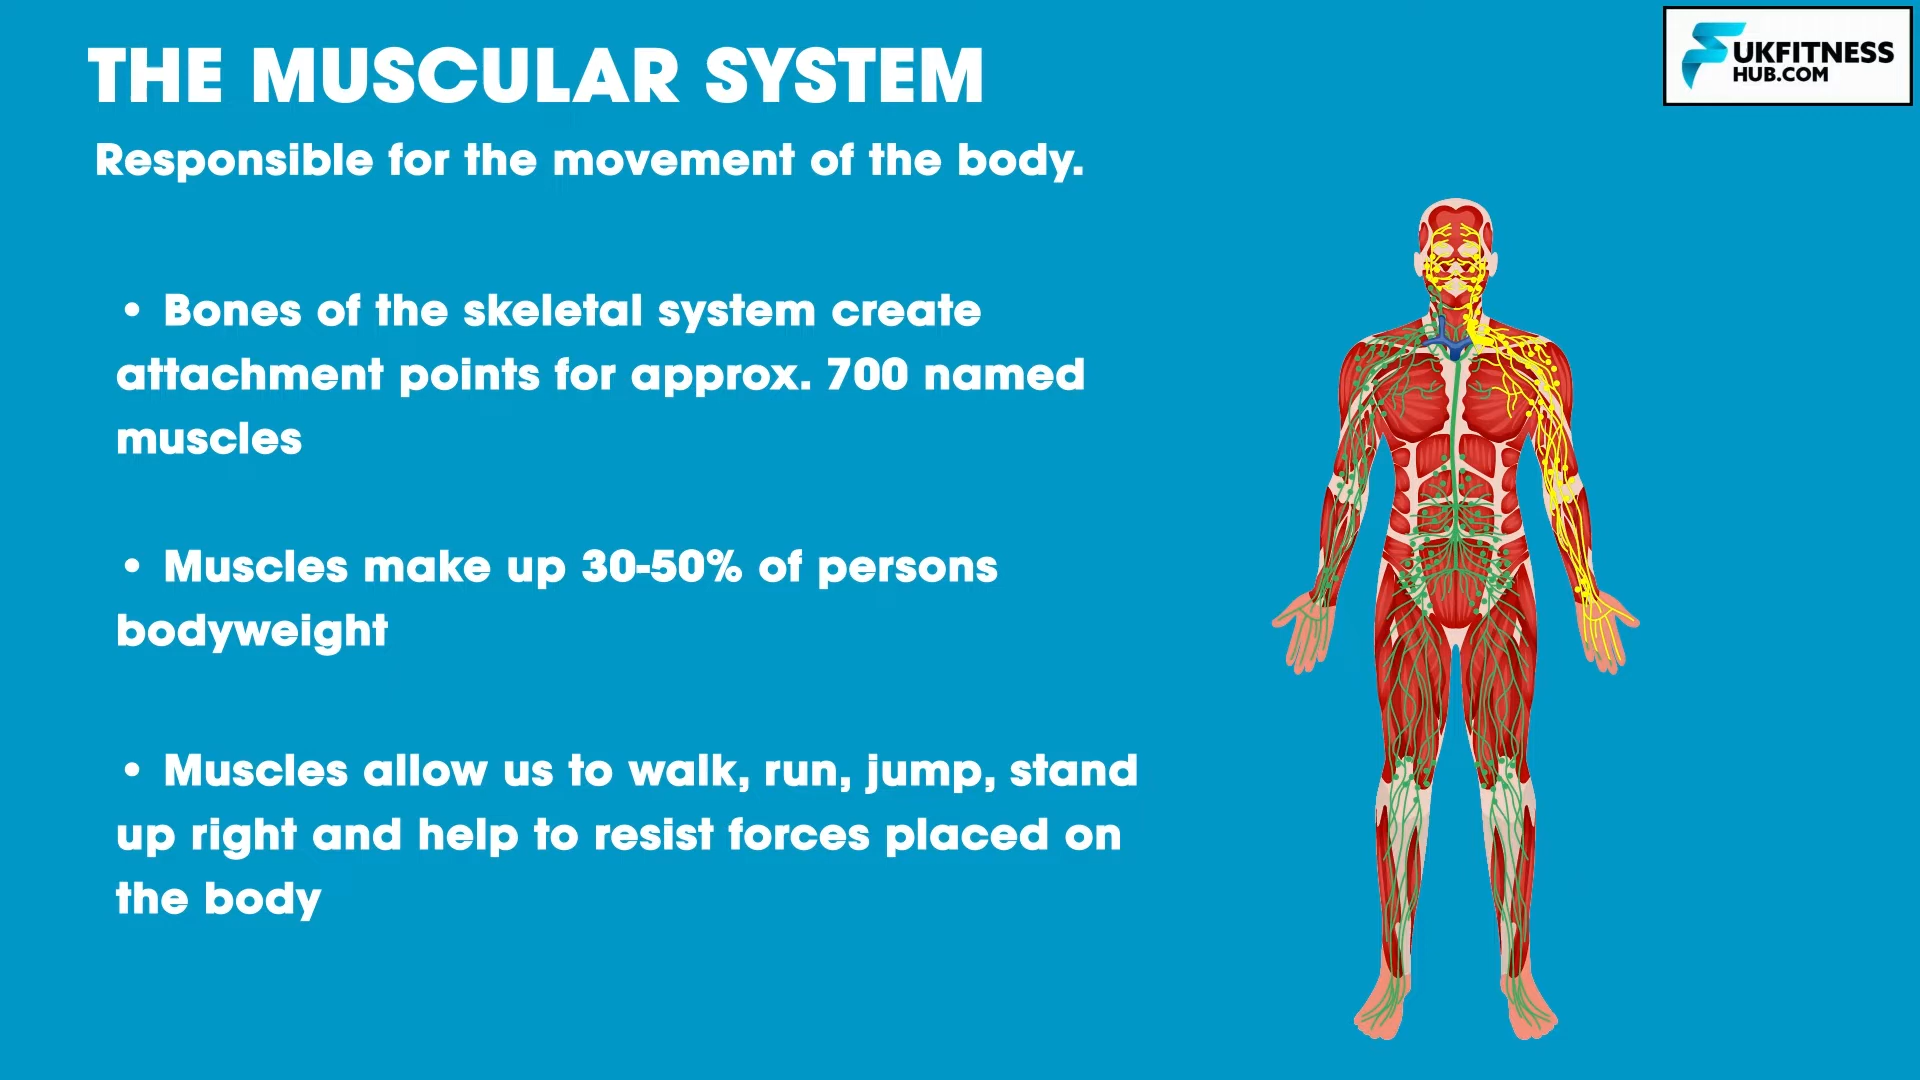 THE MUSCULAR SYSTEM
UKFITNESS
HUB.COM
Responsible for the movement of the body.
• Bones of the skeletal system create
attachment points for approx. 700 named
muscles
• Muscles make up 30-50% of persons
bodyweight
• Muscles allow us to walk, run, jump, stand
up right and help to resist forces placed on
the body